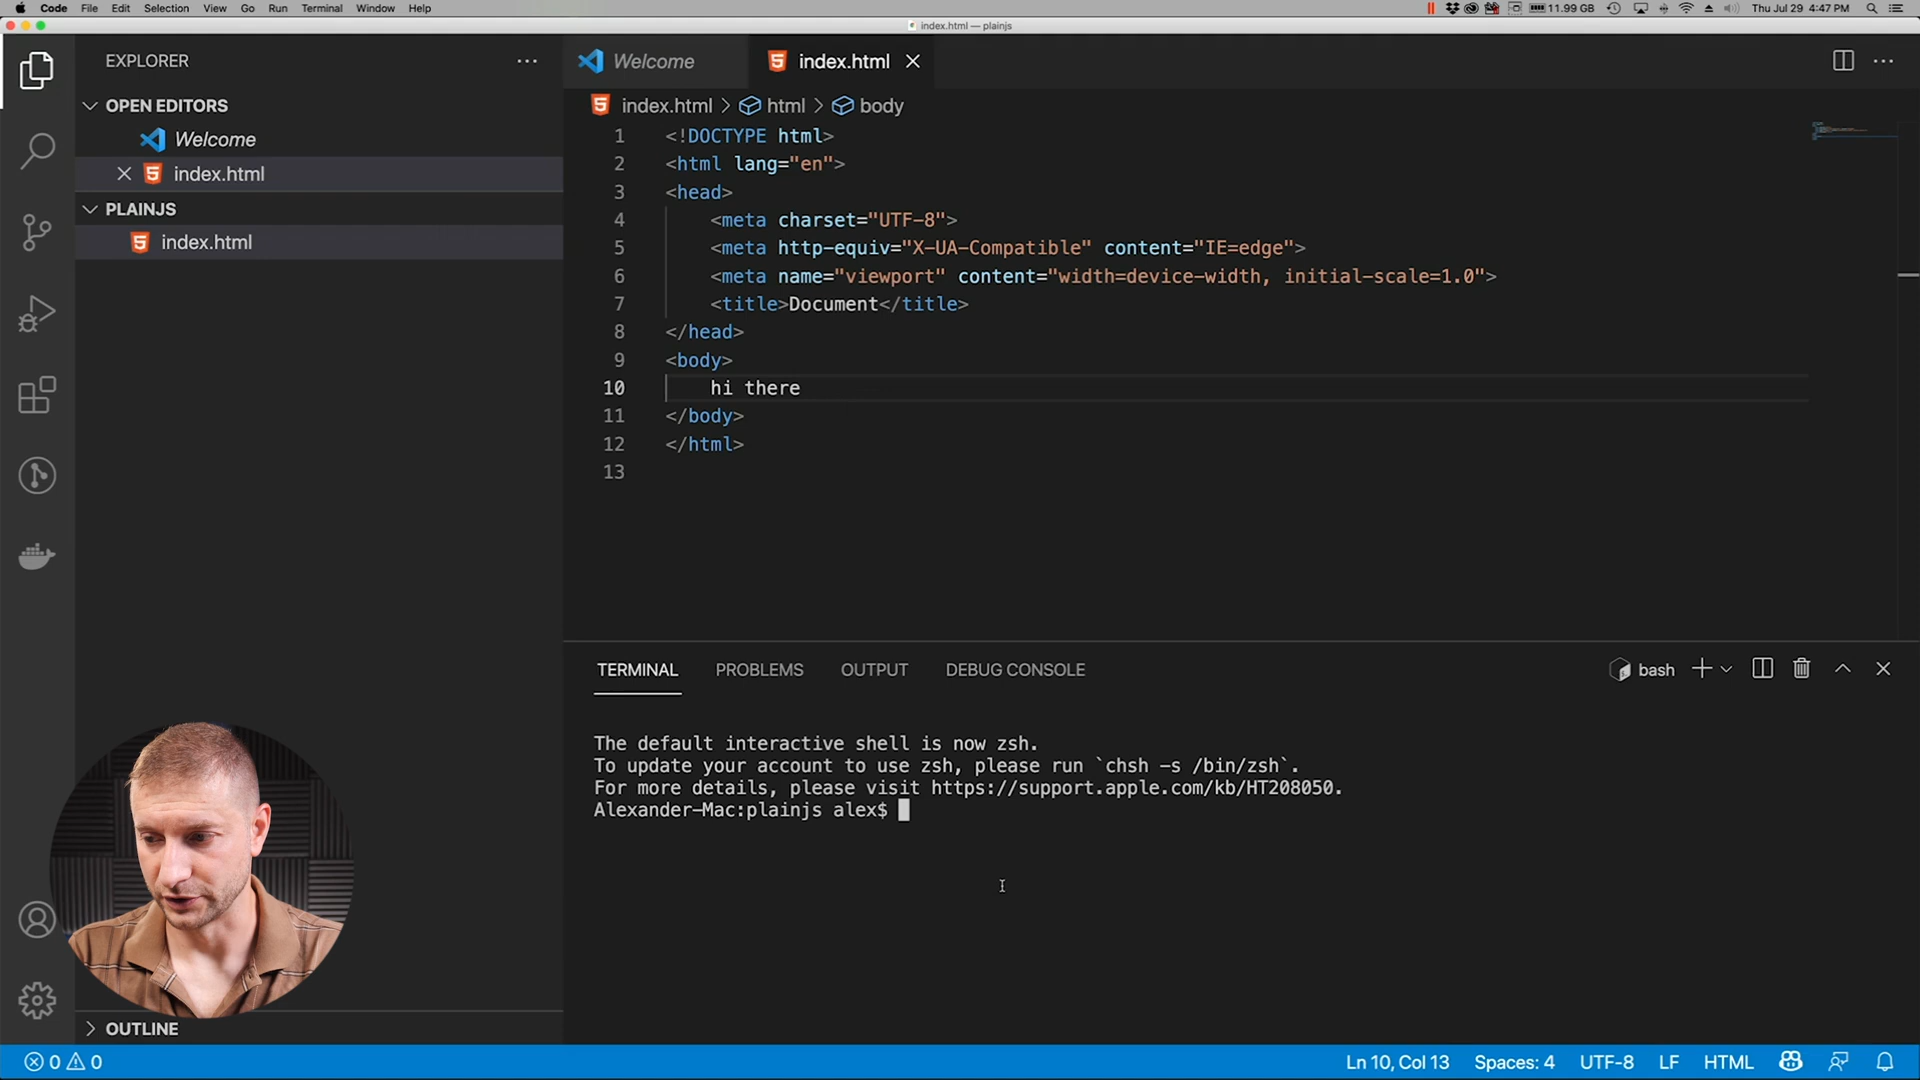 Code File Edit Selection View Go Run Terminal Window Help 11.99 GB Thu Jul 29 4:47 PM
index.html — plainjs
EXPLORER
OPEN EDITORS
Welcome
index.html
PLAINJS
index.html
OUTLINE
Welcome index.html
index.html > html > body
1 <!DOCTYPE html>
2 <html lang="en">
3 <head>
4 <meta charset="UTF-8">
5 <meta http-equiv="X-UA-Compatible" content="IE=edge">
6 <meta name="viewport" content="width=device-width, initial-scale=1.0">
7 <title>Document</title>
8 </head>
9 <body>
10 hi there
11 </body>
12 </html>
13
TERMINAL PROBLEMS OUTPUT DEBUG CONSOLE bash
The default interactive shell is now zsh.
To update your account to use zsh, please run `chsh -s /bin/zsh`.
For more details, please visit https://support.apple.com/kb/HT208050.
Alexander-Mac:plainjs alex$
0 0 Ln 10, Col 13 Spaces: 4 UTF-8 LF HTML